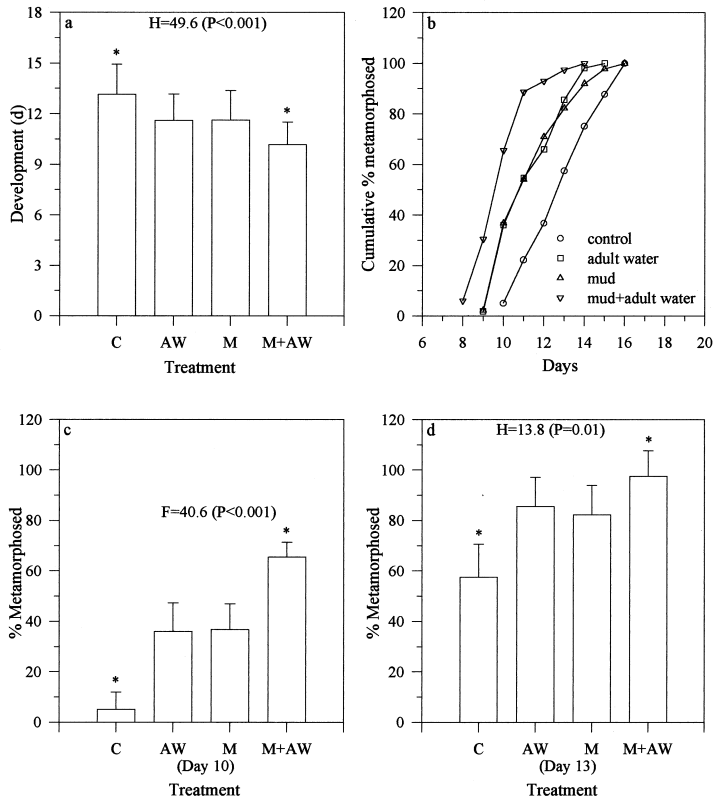 a
H=49.6 (P<0.001)
18
15
12
9
6
3
0
Development (d)
*
*
C AW M M+AW
Treatment
b
120
100
80
60
40
20
0
Cumulative % metamorphosed
control
adult water
mud
mud+adult water
6 8 10 12 14 16 18
Days
c
120
100
80
60
40
20
0
% Metamorphosed
F=40.6 (P<0.001)
*
*
C AW M M+AW
(Day 10)
Treatment
d
H=13.8 (P=0.01)
120
100
80
60
40
20
0
% Metamorphosed
*
*
C AW M M+AW
(Day 13)
Treatment